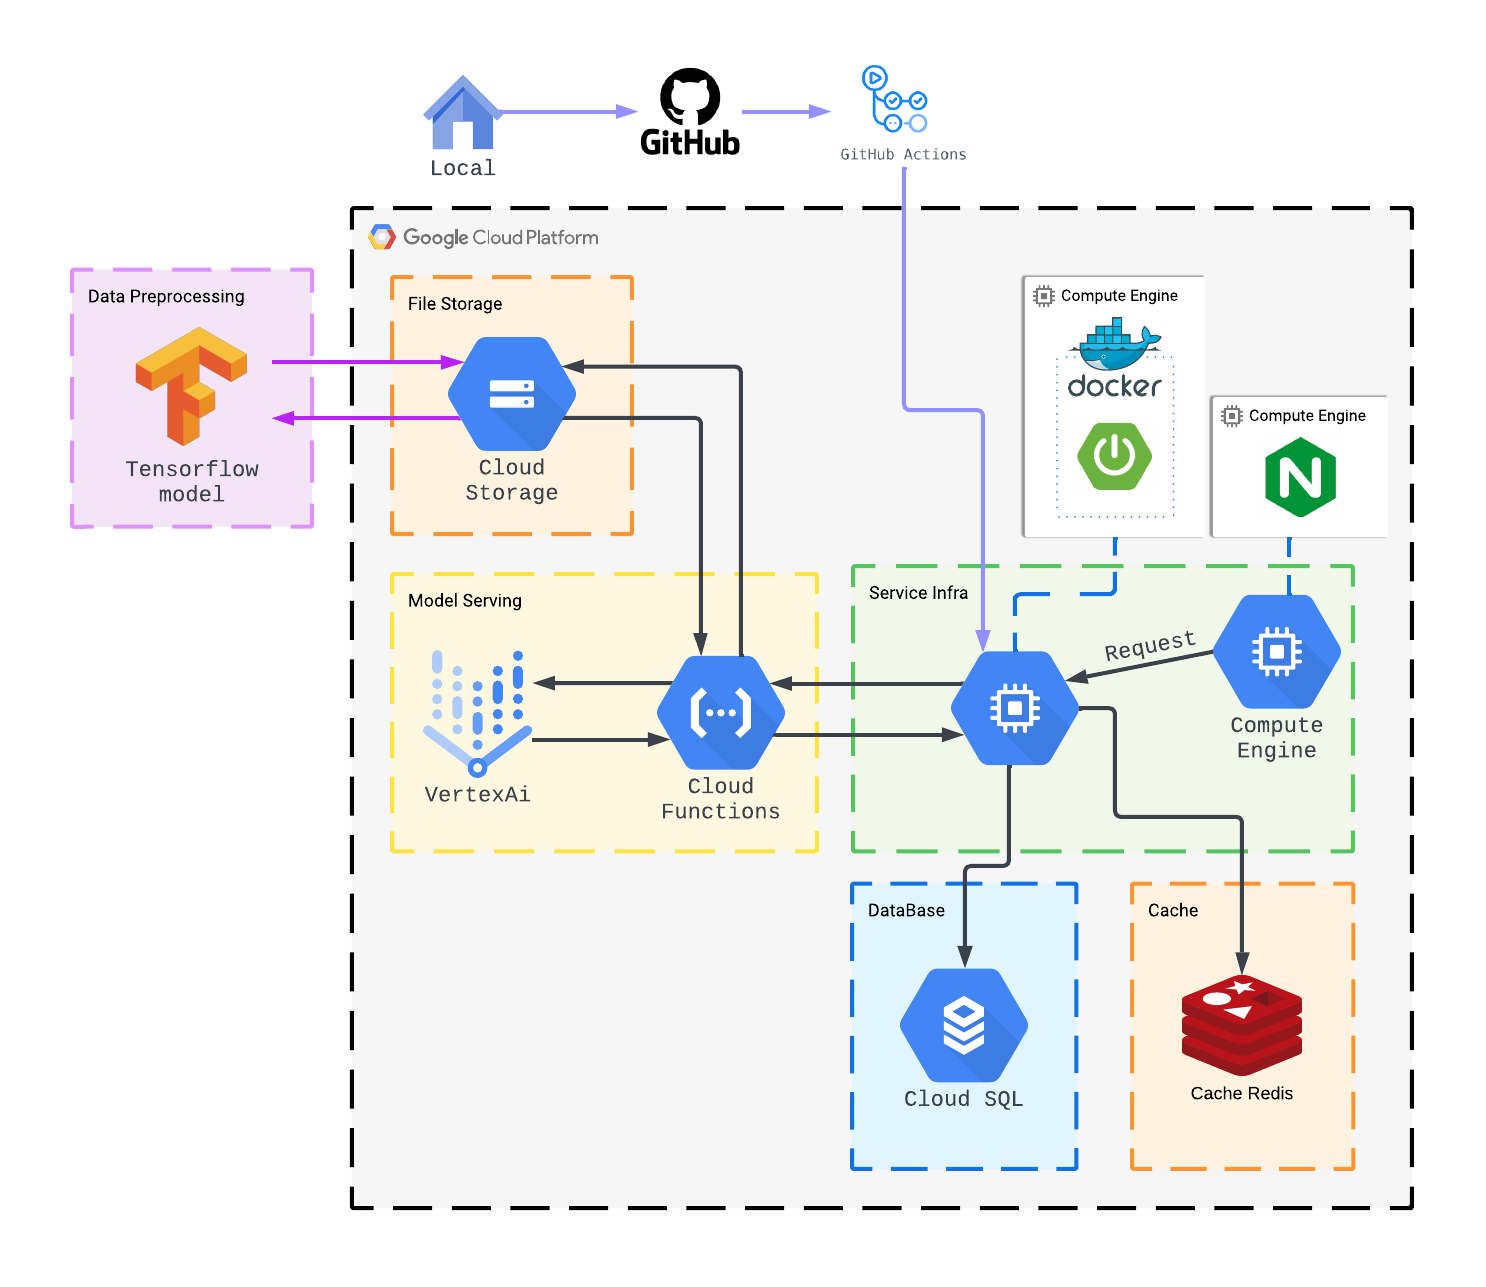 Local
GitHub
GitHub Actions
Google Cloud Platform
Data Preprocessing
Tensorflow
model
File Storage
Cloud
Storage
Compute Engine
docker
Compute Engine
Model Serving
VertexAi
Cloud
Functions
Service Infra
Request
Compute
Engine
DataBase
Cloud SQL
Cache
Cache Redis